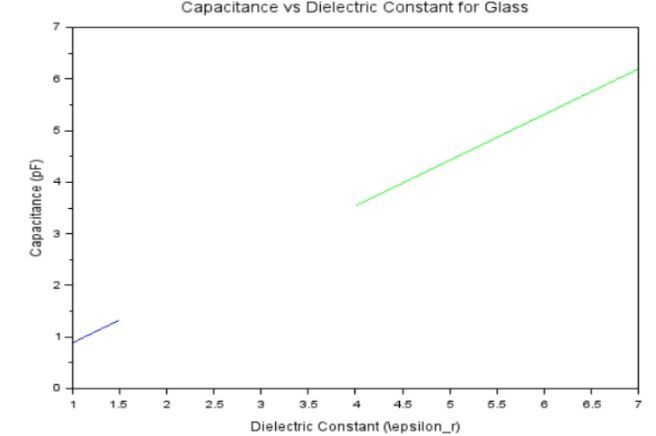 Capacitance vs Dielectric Constant for Glass
7
6
5
4
3
2
1
0
Capacitance (pF)
1 1.5 2 2.5 3 3.5 4 4.5 5 5.5 6 6.5 7
Dielectric Constant (\epsilon_r)